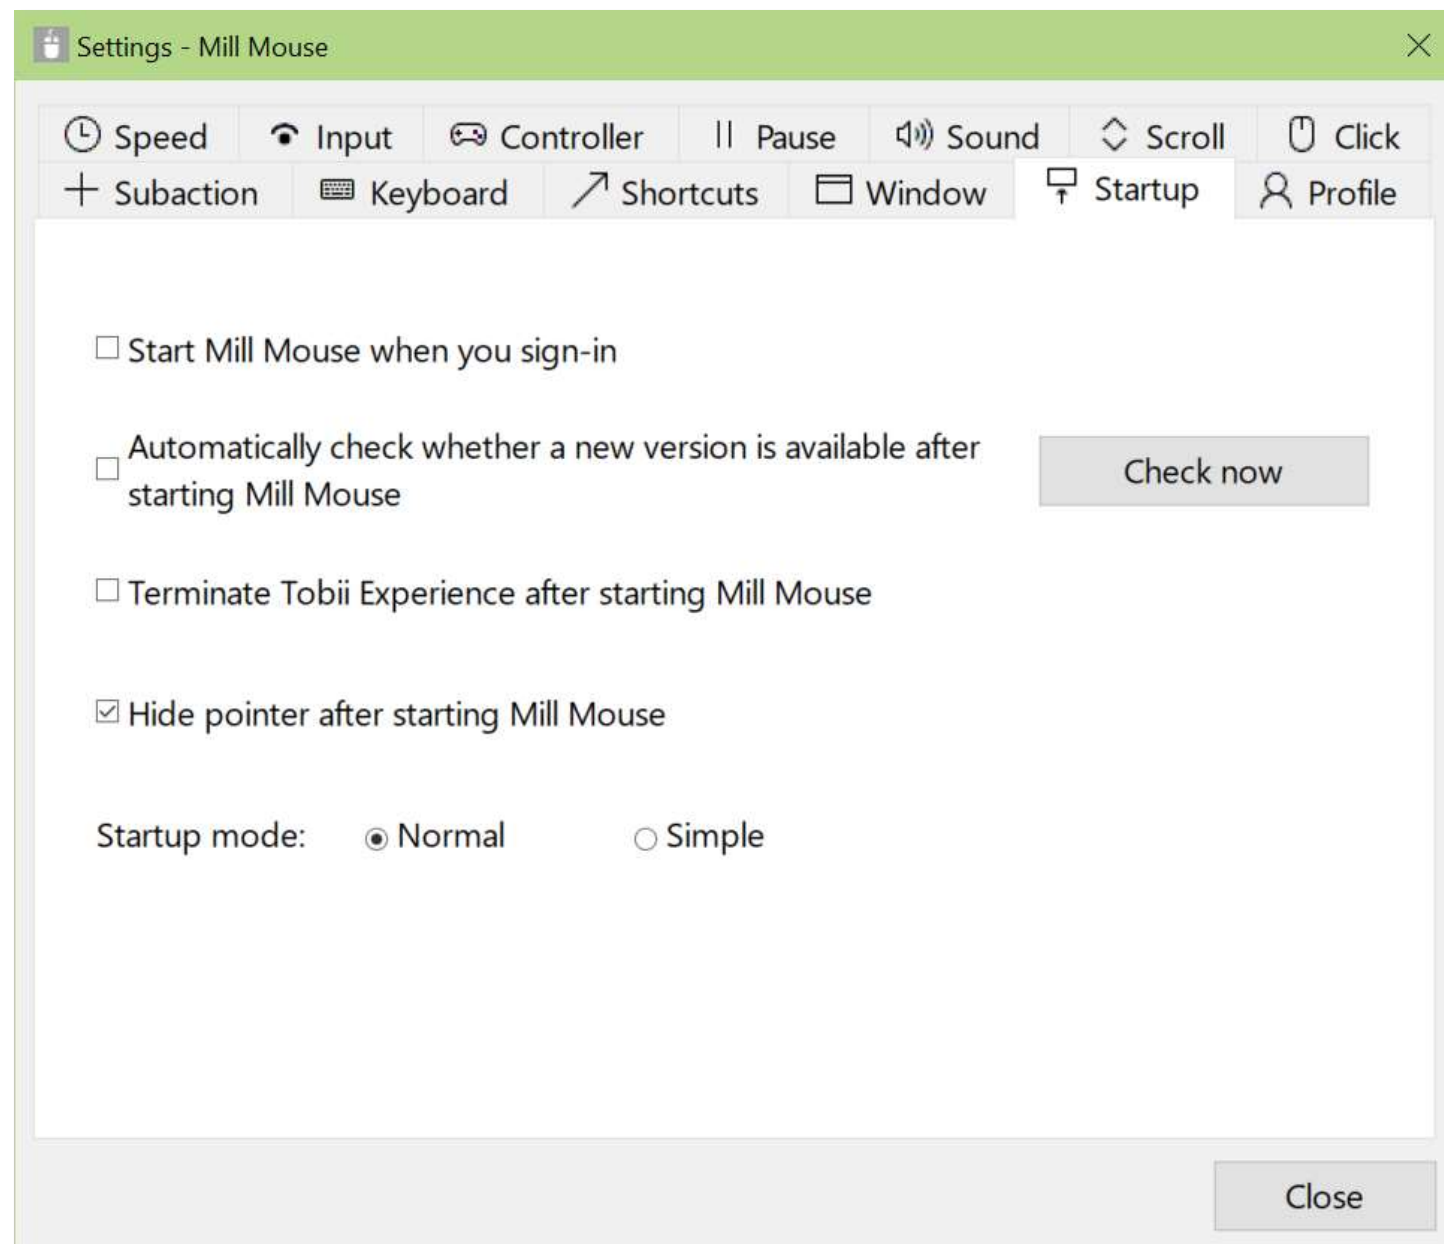 Settings - Mill Mouse
Speed Input Controller Pause Sound Scroll Click
Subaction Keyboard Shortcuts Window Startup Profile
Start Mill Mouse when you sign-in
Automatically check whether a new version is available after
starting Mill Mouse
Check now
Terminate Tobii Experience after starting Mill Mouse
Hide pointer after starting Mill Mouse
Startup mode: Normal Simple
Close